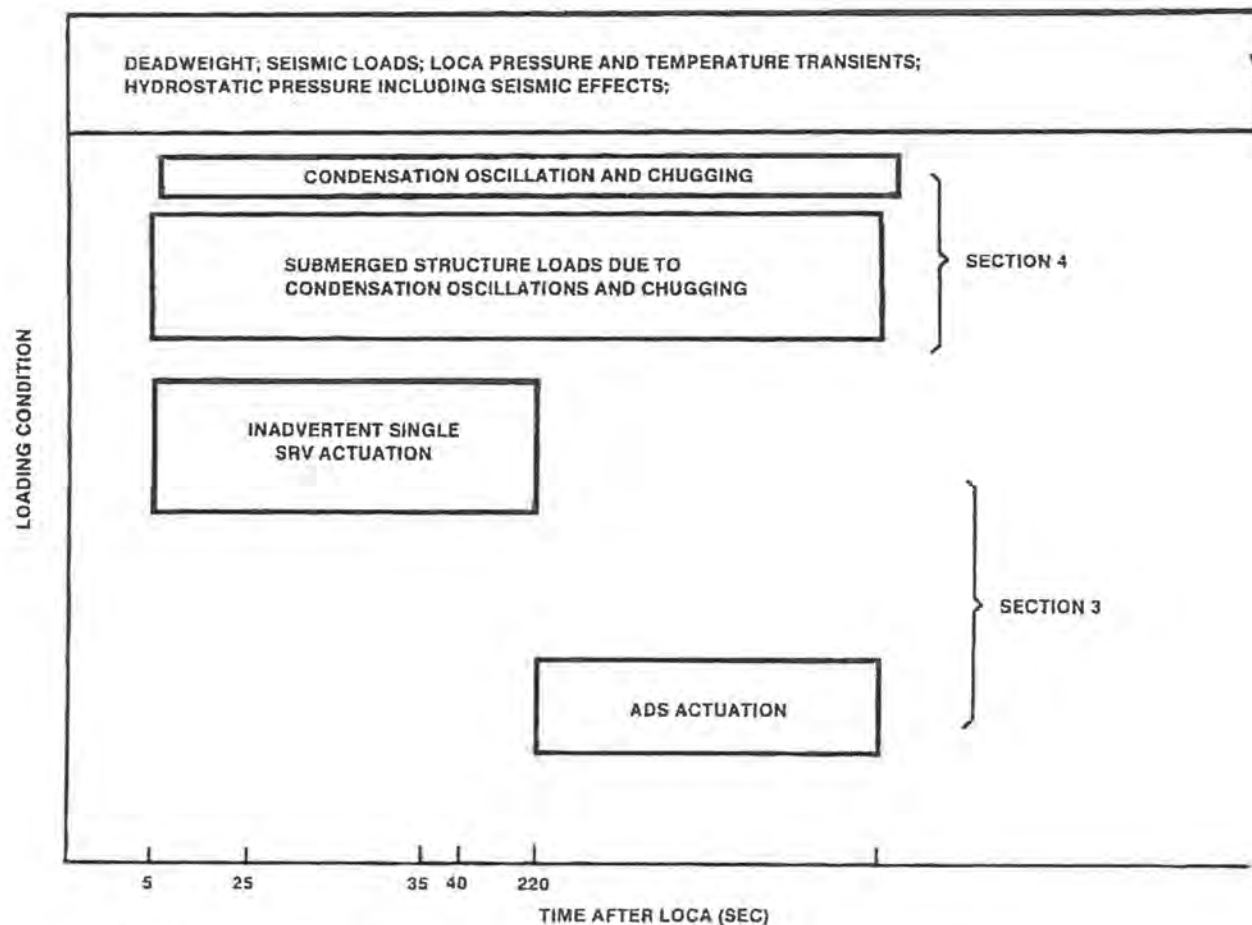 DEADWEIGHT; SEISMIC LOADS; LOCA PRESSURE AND TEMPERATURE TRANSIENTS;
HYDROSTATIC PRESSURE INCLUDING SEISMIC EFFECTS;
CONDENSATION OSCILLATION AND CHUGGING
SUBMERGED STRUCTURE LOADS DUE TO
CONDENSATION OSCILLATIONS AND CHUGGING
SECTION 4
LOADING CONDITION
INADVERTENT SINGLE
SRV ACTUATION
SECTION 3
ADS ACTUATION
5 25 35 40 220
TIME AFTER LOCA (SEC)